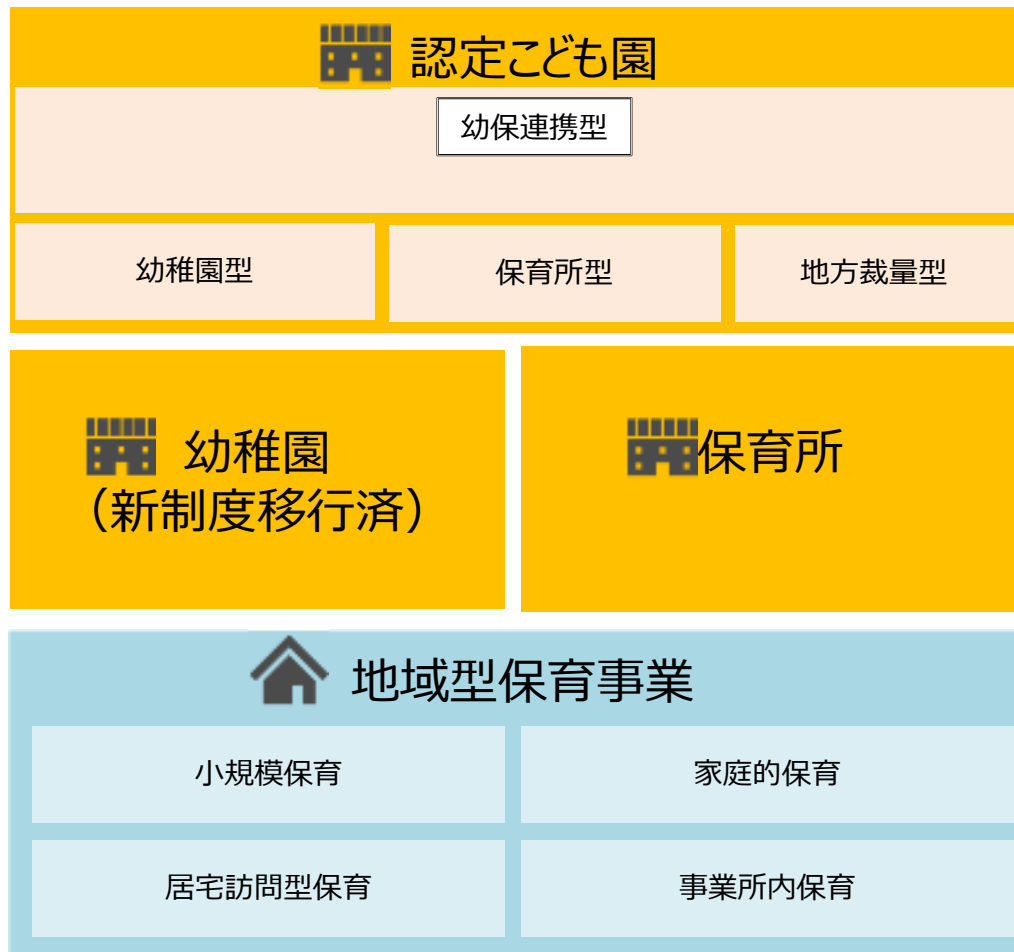 認定こども園
幼保連携型
幼稚園型
保育所型
地方裁量型
幼稚園
（新制度移行済）
保育所
地域型保育事業
小規模保育
家庭的保育
居宅訪問型保育
事業所内保育